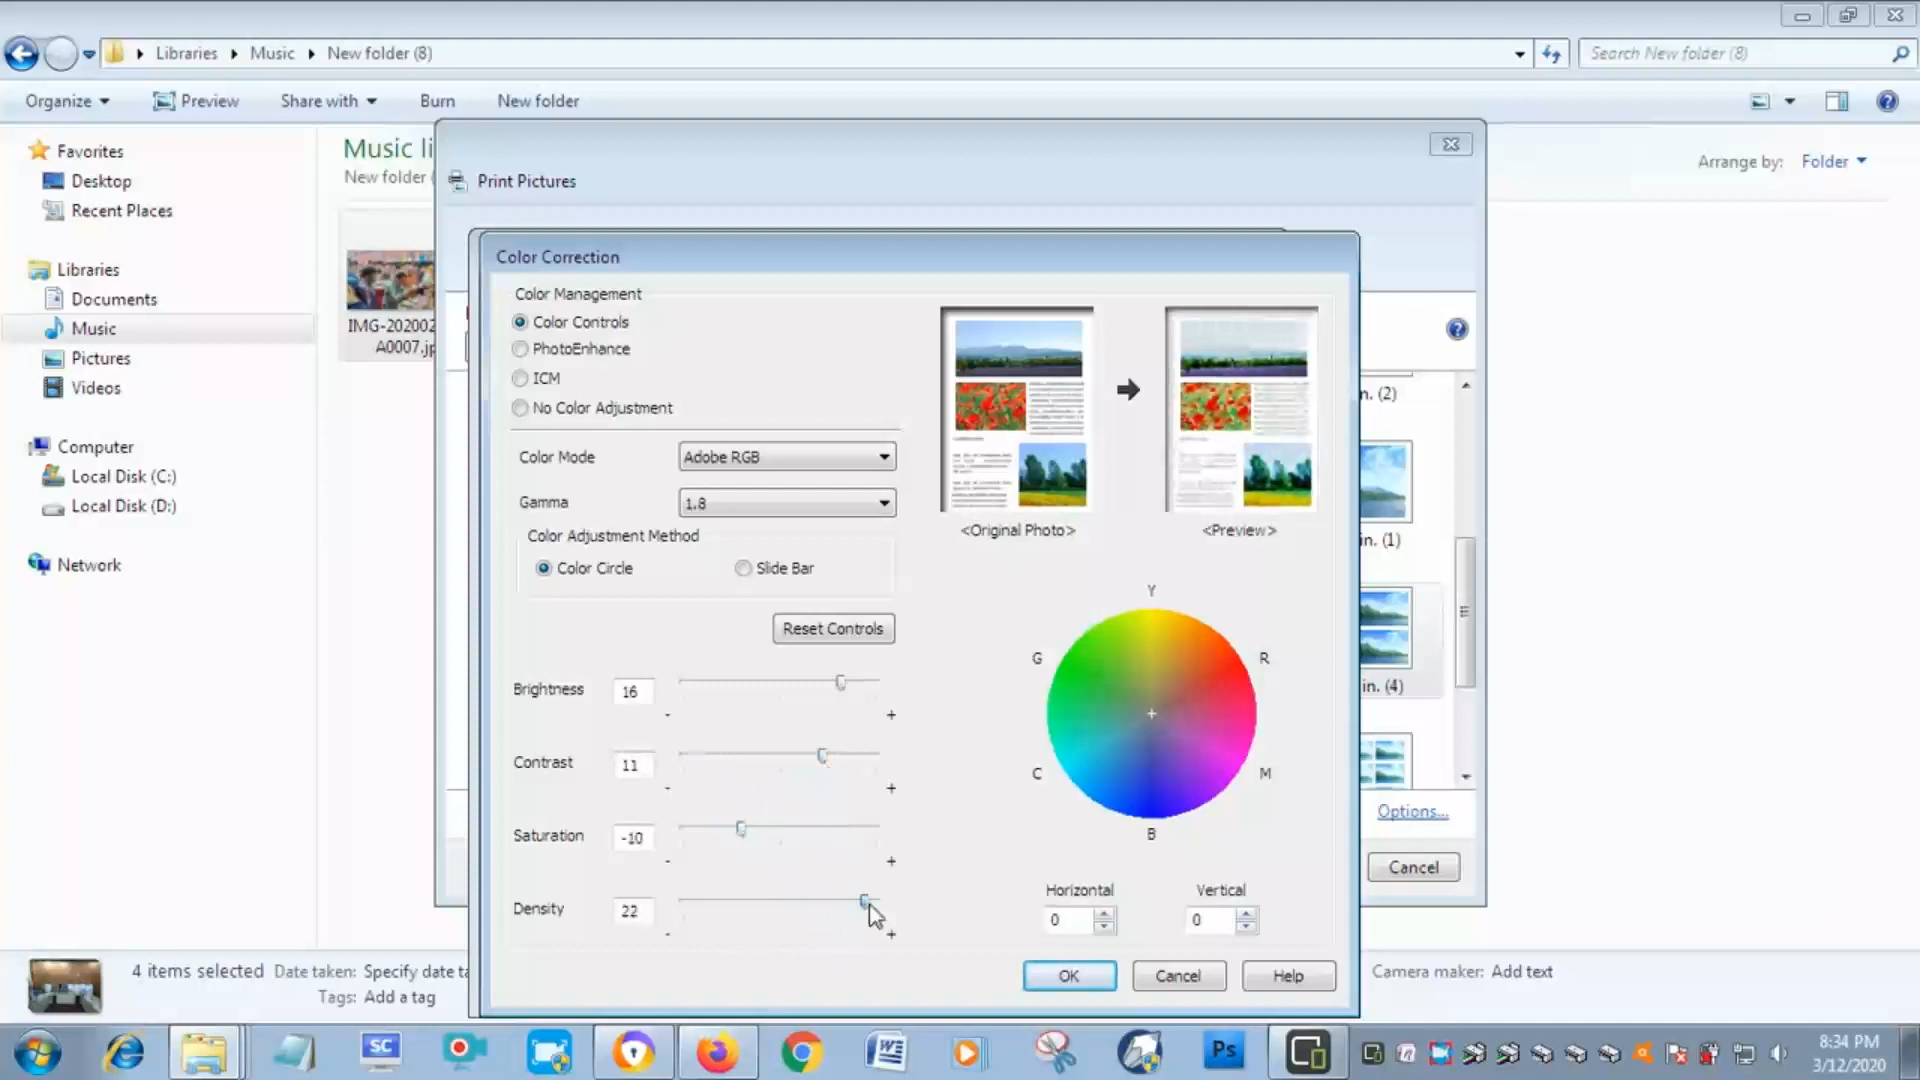 Libraries
Music
New folder (8)
Search New folder (8)
Organize
Preview
Share with
Burn
New folder
Favorites
Desktop
Recent Places
Libraries
Documents
Music
Pictures
Videos
Computer
Local Disk (C:)
Local Disk (D:)
Network
Music li
New folder (
Arrange by: Folder
IMG-202002
A0007.jp
Print Pictures
Color Correction
Color Management
Color Controls
PhotoEnhance
ICM
No Color Adjustment
Color Mode
Adobe RGB
Gamma
1.8
Color Adjustment Method
Color Circle
Slide Bar
Reset Controls
Brightness
16
- +
Contrast
11
- +
Saturation
-10
- +
Density
22
- +
<Original Photo>
<Preview>
Y
G
R
C
M
B
Horizontal
0
Vertical
0
OK
Cancel
Help
n. (2)
in. (1)
in. (4)
Options...
Cancel
4 items selected
Date taken: Specify date ta
Tags: Add a tag
Camera maker: Add text
SC
Ps
8:34 PM
3/12/2020